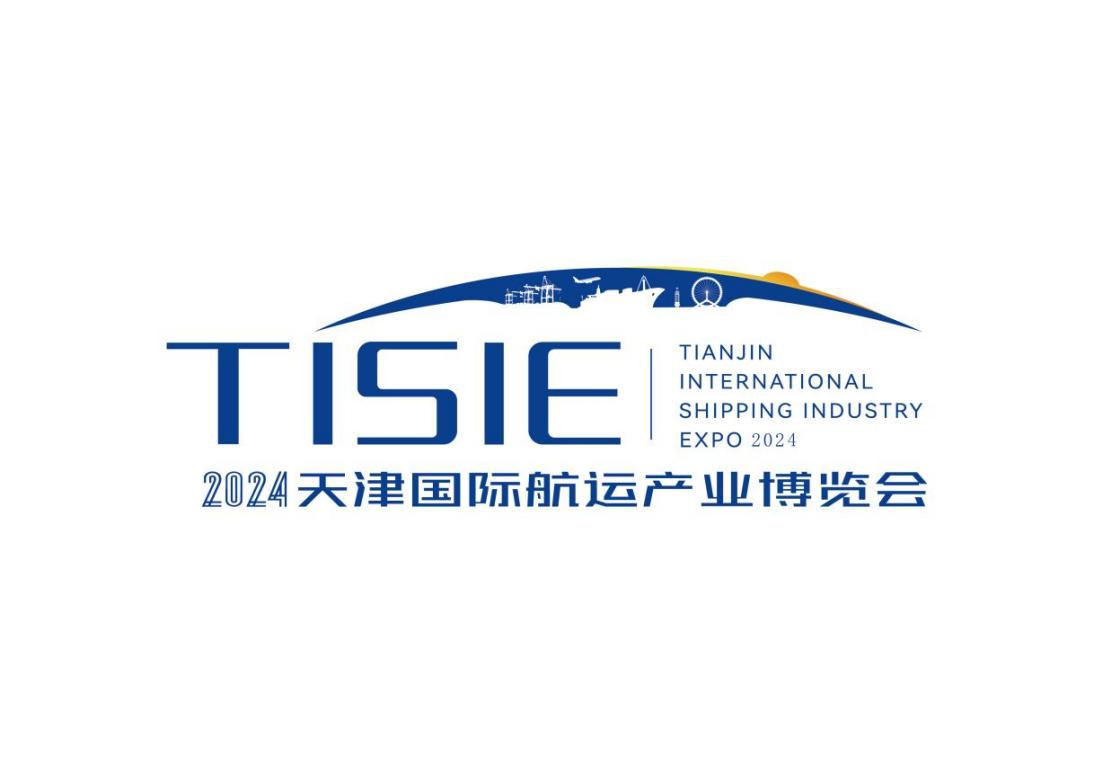 TISIE
TIANJIN
INTERNATIONAL
SHIPPING INDUSTRY
EXPO 2024
2024天津国际航运产业博览会